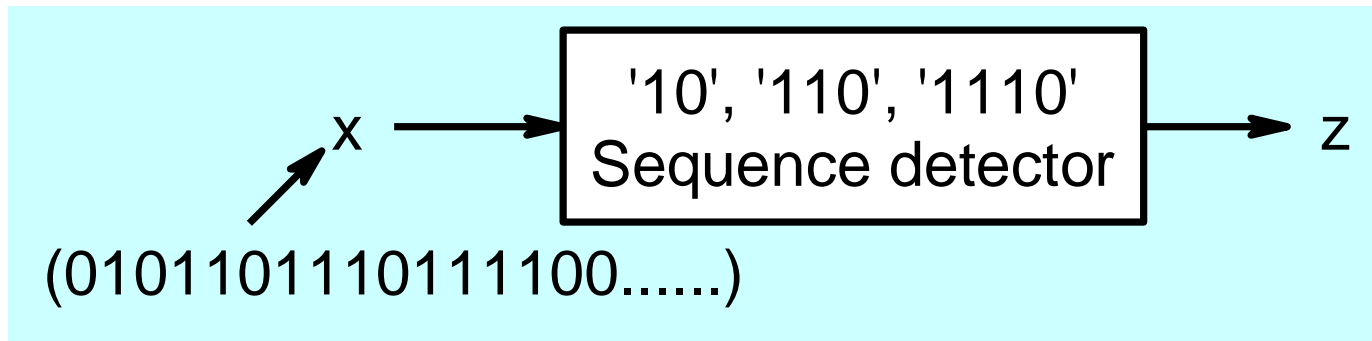 '10', '110', '1110'
Sequence detector
x
z
(0101101110111100......)